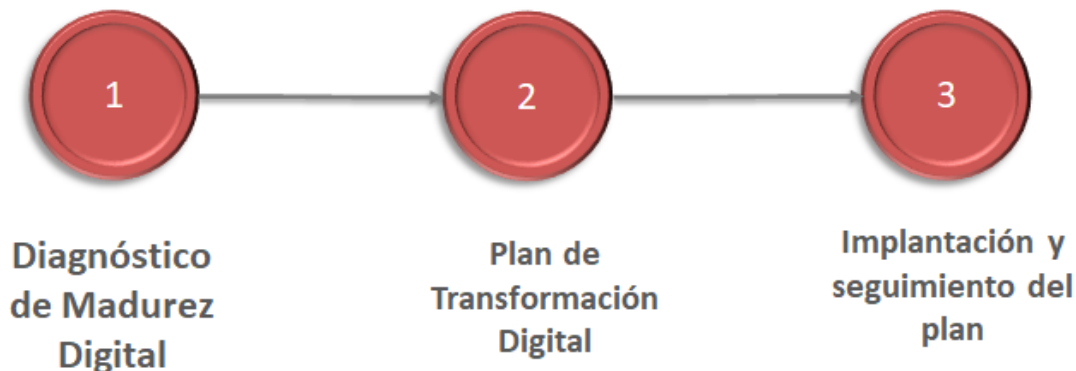 1
2
3
Diagnóstico
de Madurez
Digital
Plan de
Transformación
Digital
Implantación y
seguimiento del
plan